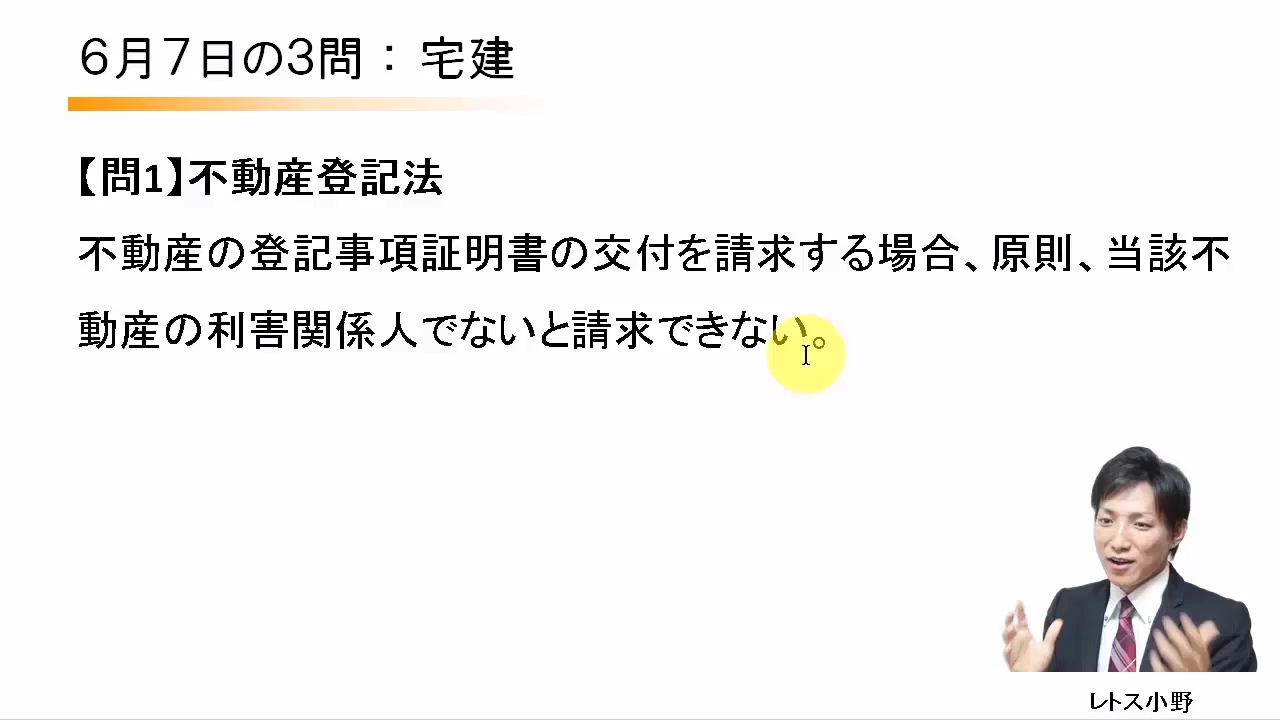 6月7日の3問：宅建
【問1】不動産登記法
不動産の登記事項証明書の交付を請求する場合、原則、当該不
動産の利害関係人でないと請求できない。
レトス小野